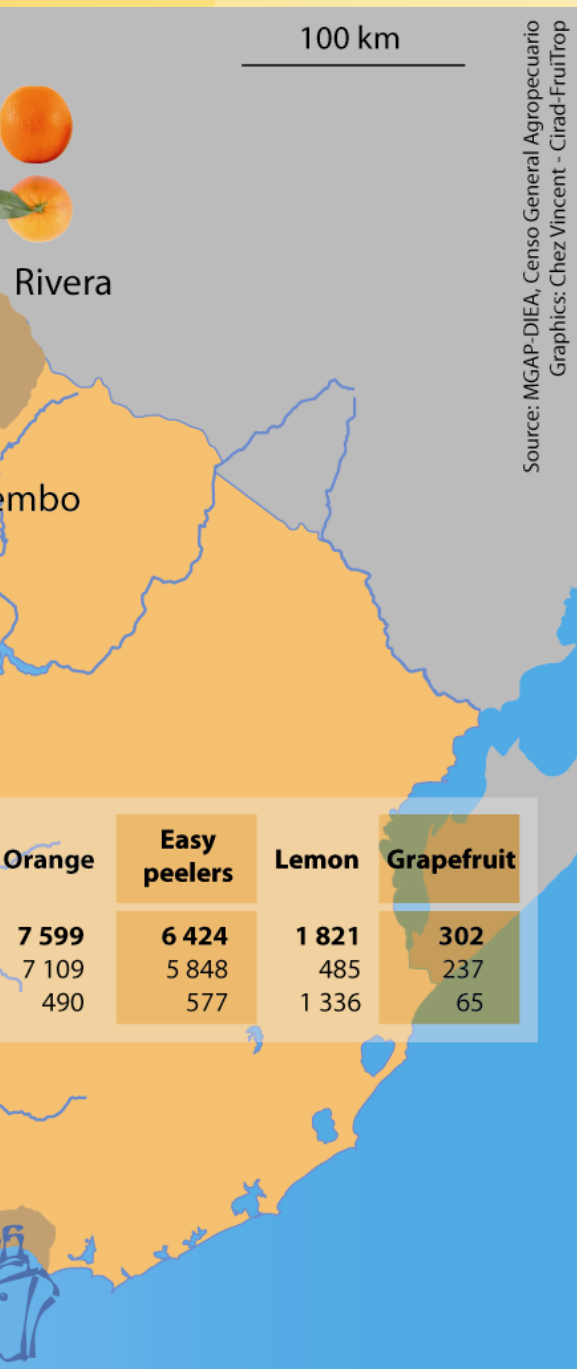 100 km
Source: MGAP-DIEA, Censo General Agropecuario
Graphics: Chez Vincent - Cirad-FruiTrop
Rivera
embo
Orange Easy peelers Lemon Grapefruit
7 599 6 424 1 821 302
7 109 5 848 485 237
490 577 1 336 65